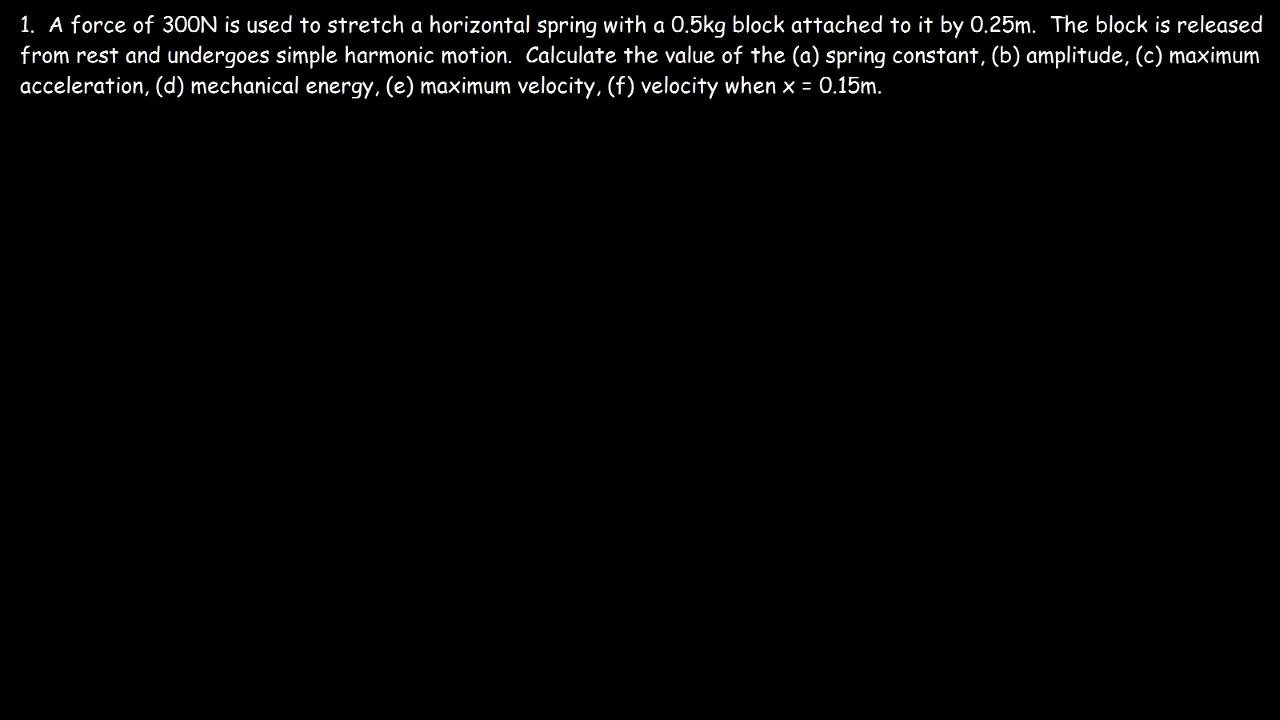 1. A force of 300N is used to stretch a horizontal spring with a 0.5kg block attached to it by 0.25m. The block is released
from rest and undergoes simple harmonic motion. Calculate the value of the (a) spring constant, (b) amplitude, (c) maximum
acceleration, (d) mechanical energy, (e) maximum velocity, (f) velocity when x = 0.15m.